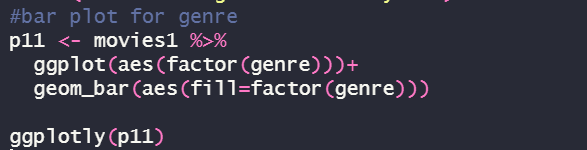 #bar plot for genre
p11 <- movies1 %>%
  ggplot(aes(factor(genre)))+
  geom_bar(aes(fill=factor(genre)))

ggplotly(p11)